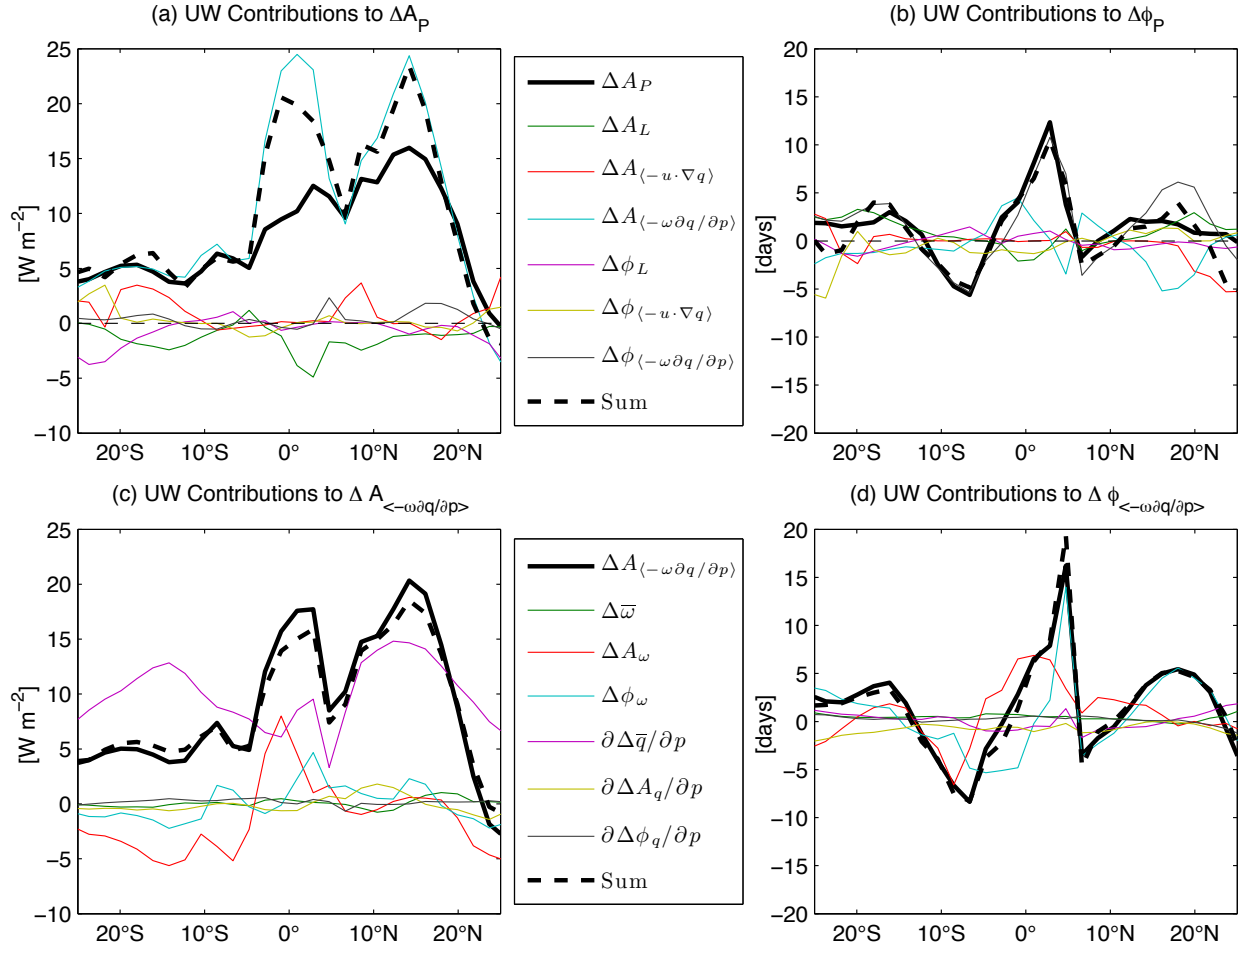 (a) UW Contributions to ΔA_P
(b) UW Contributions to Δϕ_P
[W m⁻²]
25
20
15
10
5
0
−5
−10
20°S 10°S 0° 10°N 20°N
ΔA_P
ΔA_L
ΔA_⟨−u·∇q⟩
ΔA_⟨−ω∂q/∂p⟩
Δϕ_L
Δϕ_⟨−u·∇q⟩
Δϕ_⟨−ω∂q/∂p⟩
Sum
[days]
20
15
10
5
0
−5
−10
−15
−20
20°S 10°S 0° 10°N 20°N
(c) UW Contributions to Δ A_<−ω∂q/∂p>
(d) UW Contributions to Δ ϕ_<−ω∂q/∂p>
[W m⁻²]
25
20
15
10
5
0
−5
−10
20°S 10°S 0° 10°N 20°N
ΔA_⟨−ω∂q/∂p⟩
Δω̅
ΔA_ω
Δϕ_ω
∂Δq̅/∂p
∂ΔA_q/∂p
∂Δϕ_q/∂p
Sum
[days]
20
15
10
5
0
−5
−10
−15
−20
20°S 10°S 0° 10°N 20°N